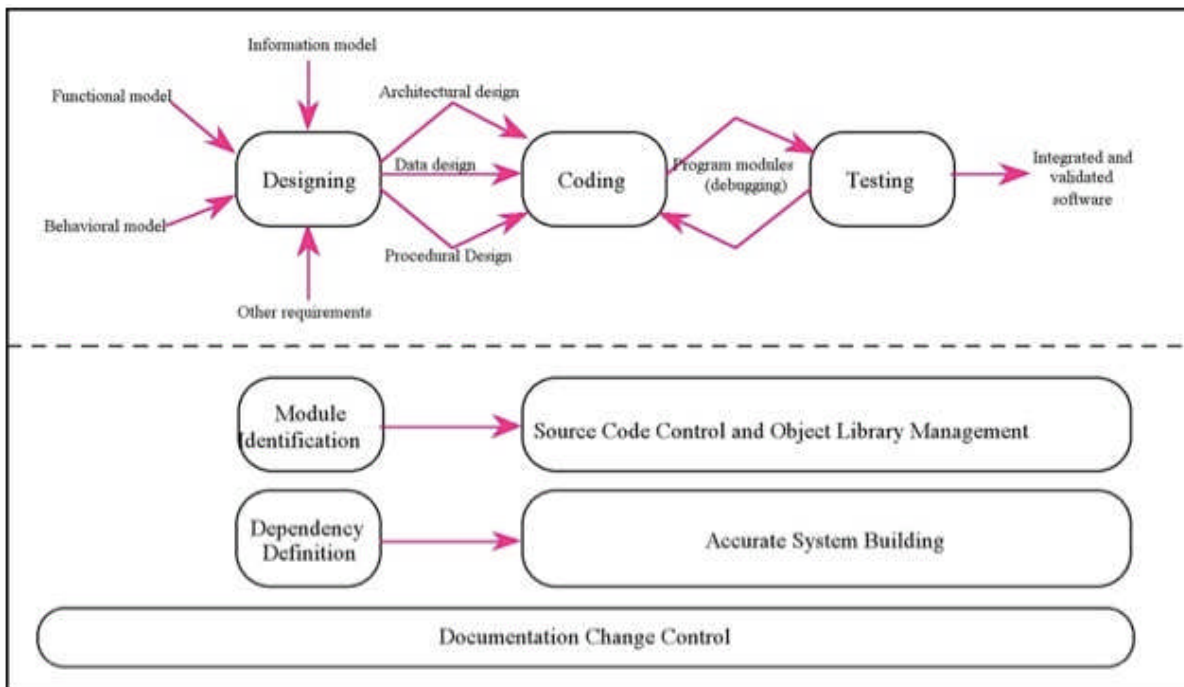 Information model
Functional model
Architectural design
Designing
Data design
Coding
Program modules
(debugging)
Testing
Integrated and
validated
software
Behavioral model
Procedural Design
Other requirements
Module
Identification
Source Code Control and Object Library Management
Dependency
Definition
Accurate System Building
Documentation Change Control